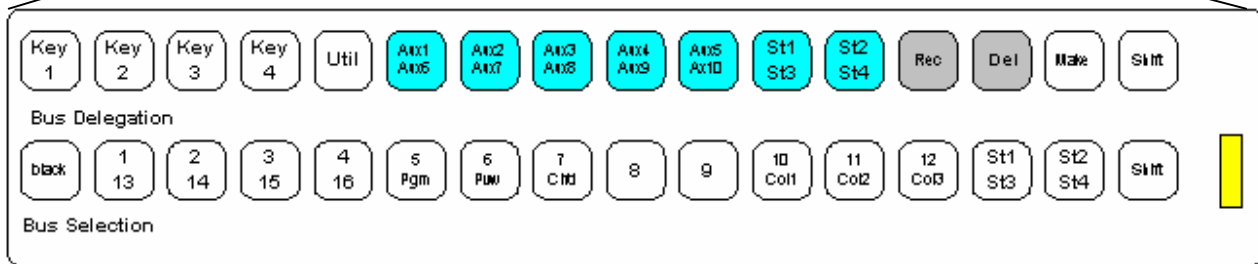 Key Key Key Key Util Aux1 Aux2 Aux3 Aux4 Aux5 St1 St2 Rec Del Make Shift
1 2 3 4 Aux6 Aux7 Aux8 Aux9 Ax10 St3 St4
Bus Delegation
black 1 2 3 4 5 6 7 8 9 10 11 12 St1 St2 Shift
13 14 15 16 Pgm Pvw Chtl Col1 Col2 Col3 St3 St4
Bus Selection